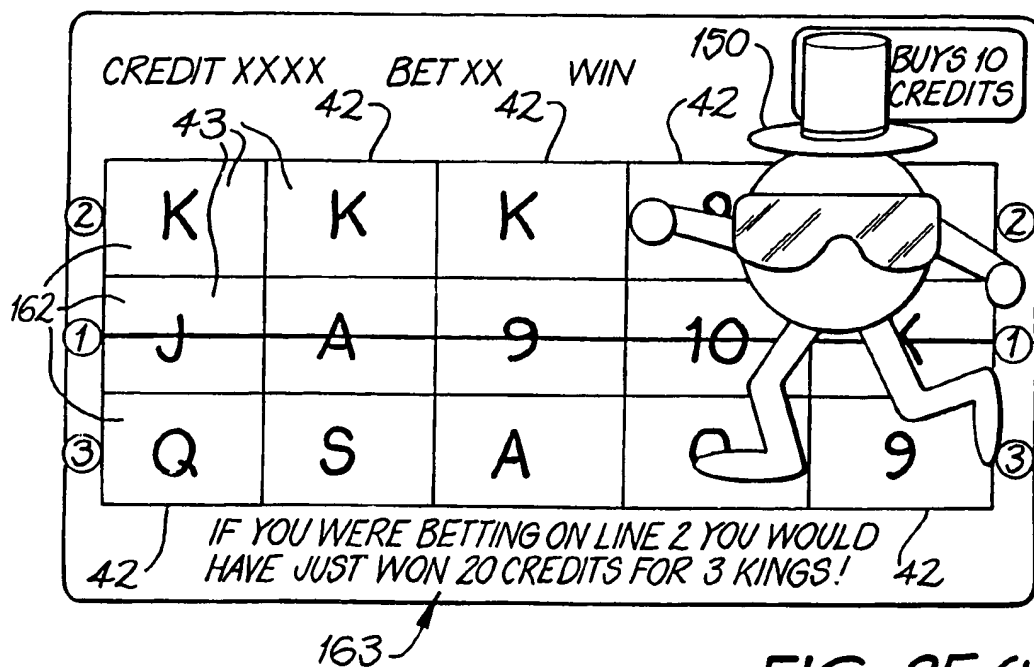 150
BUYS 10
CREDITS
CREDIT XXXX BET XX WIN
43 42 42 42
2 K K K 2
162
1 J A 9 10 K 1
3 Q S A 9 3
IF YOU WERE BETTING ON LINE 2 YOU WOULD
HAVE JUST WON 20 CREDITS FOR 3 KINGS!
42 42
163